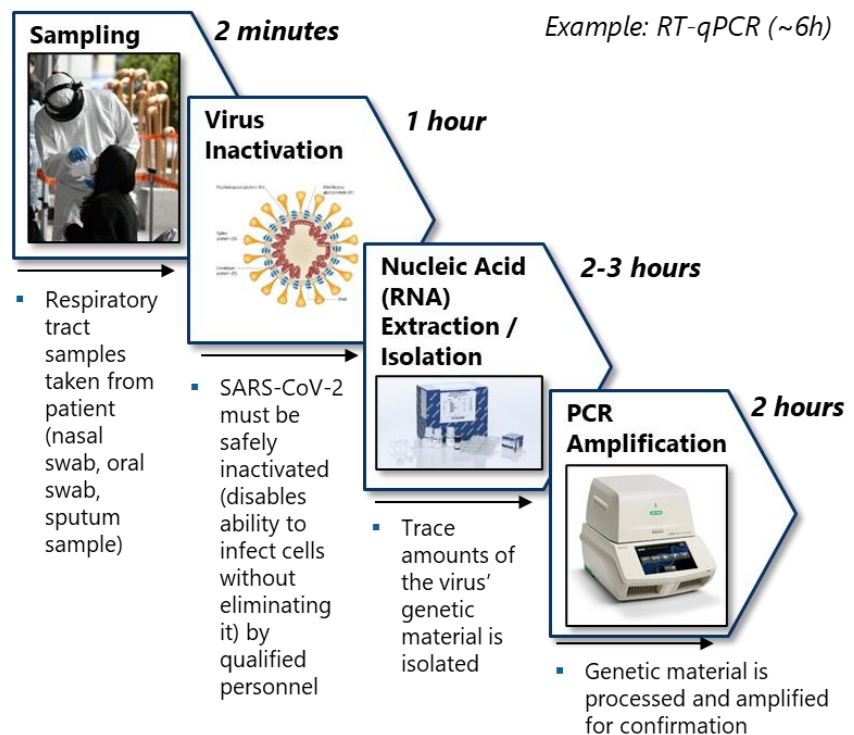 Sampling
2 minutes
Example: RT-qPCR (~6h)
Virus
Inactivation
1 hour
Nucleic Acid
(RNA)
Extraction /
Isolation
2-3 hours
PCR
Amplification
2 hours
▪ Respiratory
tract
samples
taken from
patient
(nasal
swab, oral
swab,
sputum
sample)
▪ SARS-CoV-2
must be
safely
inactivated
(disables
ability to
infect cells
without
eliminating
it) by
qualified
personnel
▪ Trace
amounts of
the virus’
genetic
material is
isolated
▪ Genetic material is
processed and amplified
for confirmation